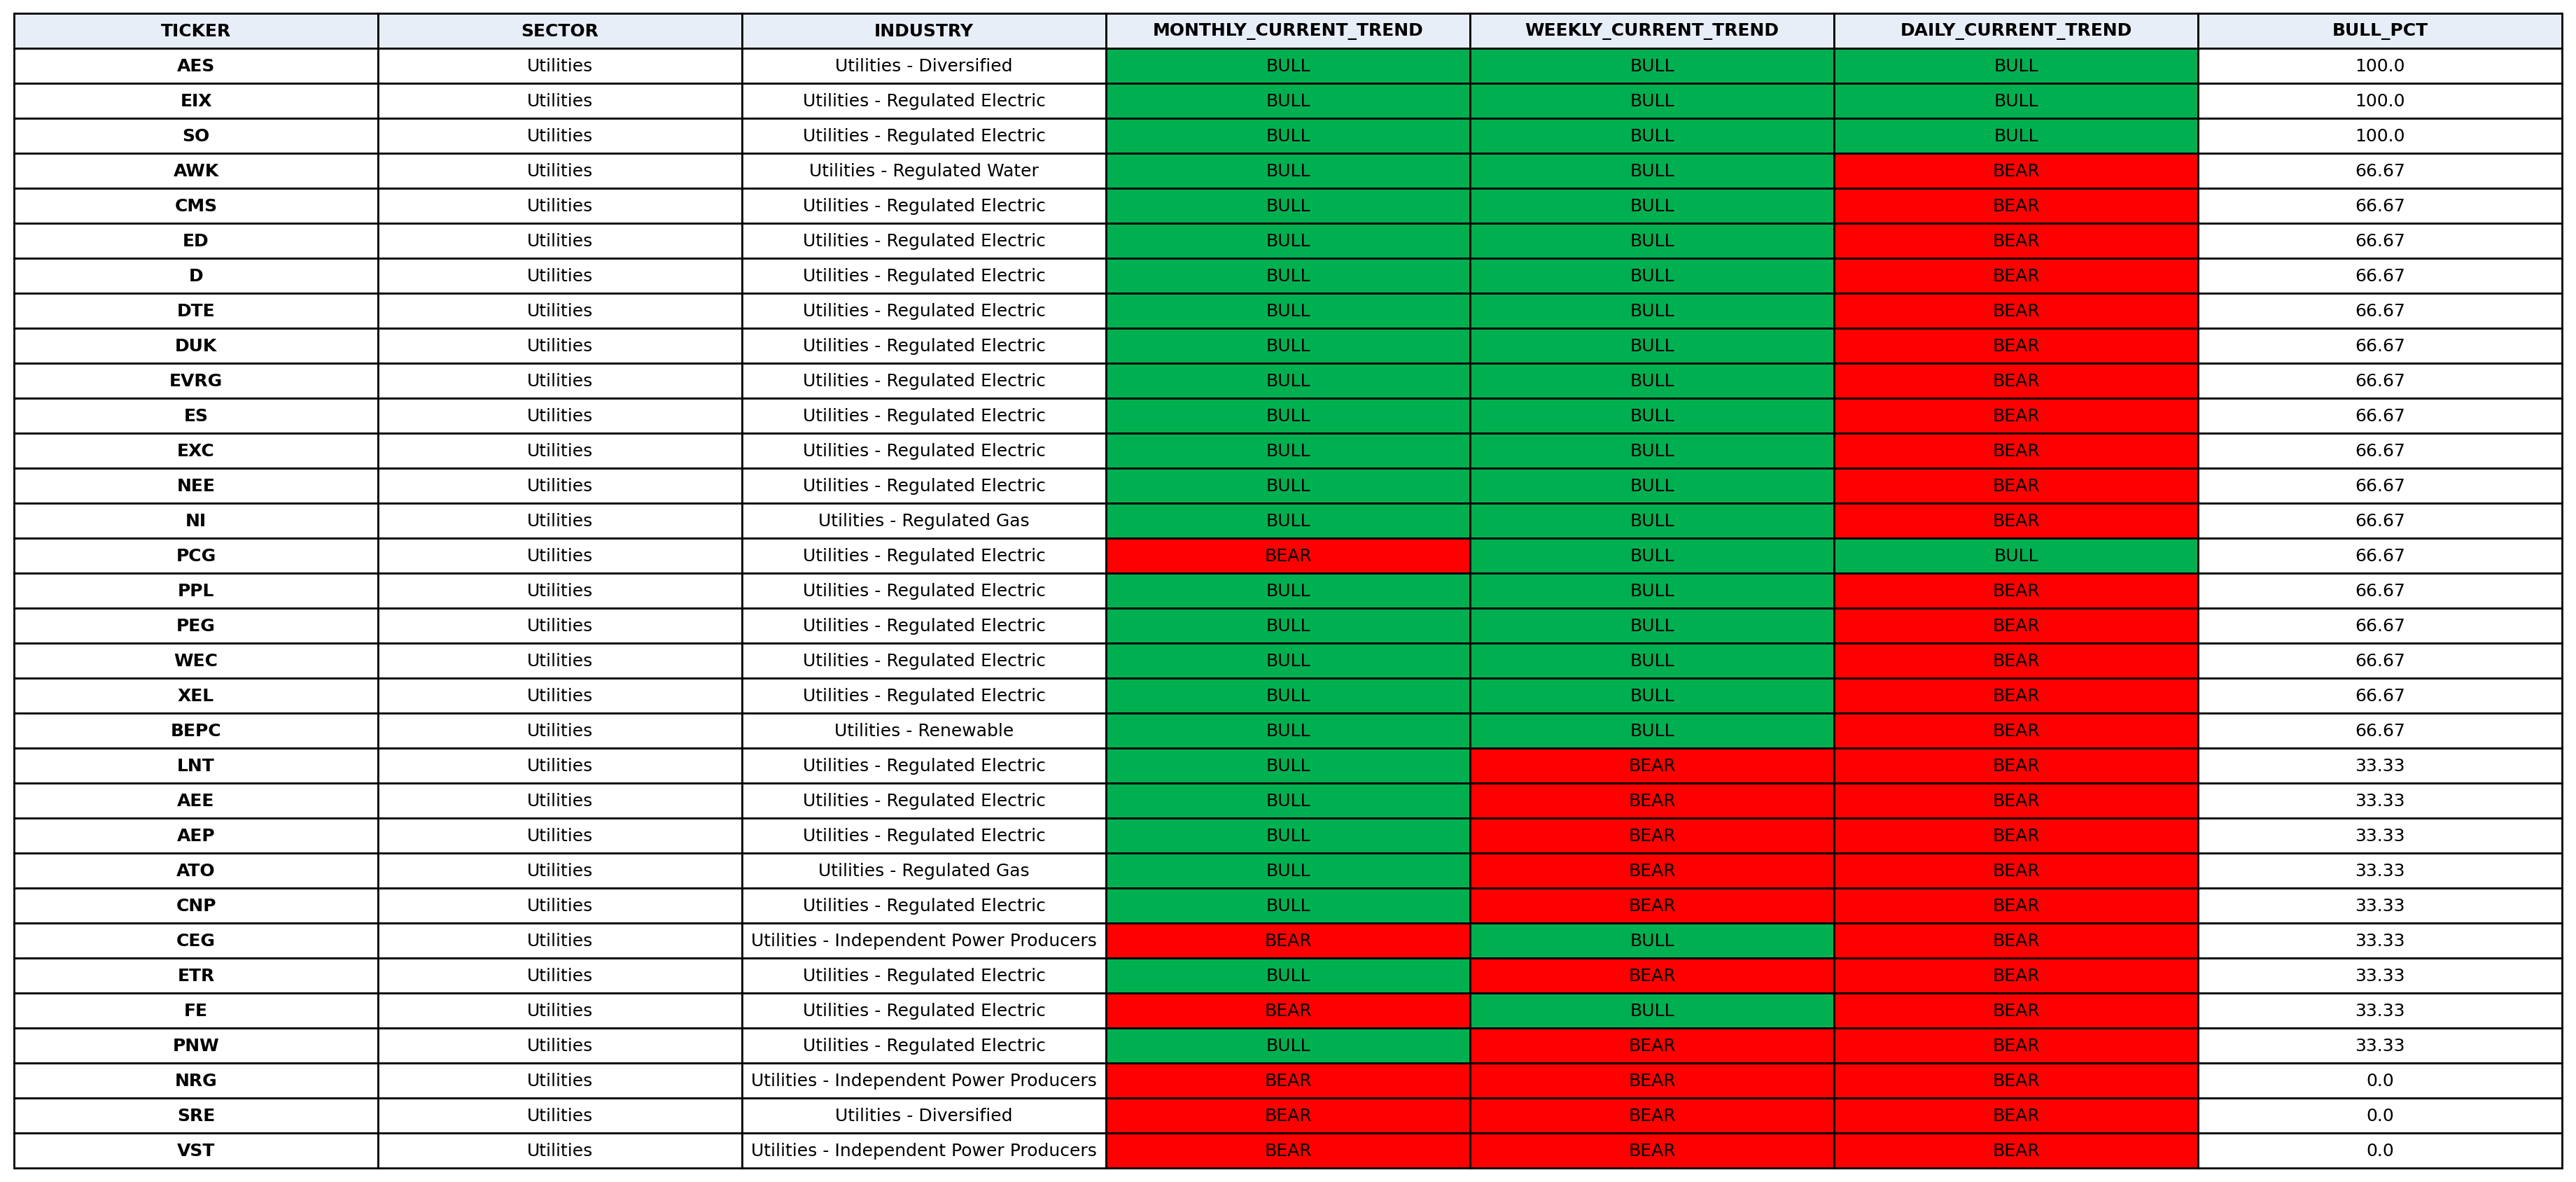 TICKER SECTOR INDUSTRY MONTHLY_CURRENT_TREND WEEKLY_CURRENT_TREND DAILY_CURRENT_TREND BULL_PCT
AES Utilities Utilities - Diversified BULL BULL BULL 100.0
EIX Utilities Utilities - Regulated Electric BULL BULL BULL 100.0
SO Utilities Utilities - Regulated Electric BULL BULL BULL 100.0
AWK Utilities Utilities - Regulated Water BULL BULL BEAR 66.67
CMS Utilities Utilities - Regulated Electric BULL BULL BEAR 66.67
ED Utilities Utilities - Regulated Electric BULL BULL BEAR 66.67
D Utilities Utilities - Regulated Electric BULL BULL BEAR 66.67
DTE Utilities Utilities - Regulated Electric BULL BULL BEAR 66.67
DUK Utilities Utilities - Regulated Electric BULL BULL BEAR 66.67
EVRG Utilities Utilities - Regulated Electric BULL BULL BEAR 66.67
ES Utilities Utilities - Regulated Electric BULL BULL BEAR 66.67
EXC Utilities Utilities - Regulated Electric BULL BULL BEAR 66.67
NEE Utilities Utilities - Regulated Electric BULL BULL BEAR 66.67
NI Utilities Utilities - Regulated Gas BULL BULL BEAR 66.67
PCG Utilities Utilities - Regulated Electric BEAR BULL BULL 66.67
PPL Utilities Utilities - Regulated Electric BULL BULL BEAR 66.67
PEG Utilities Utilities - Regulated Electric BULL BULL BEAR 66.67
WEC Utilities Utilities - Regulated Electric BULL BULL BEAR 66.67
XEL Utilities Utilities - Regulated Electric BULL BULL BEAR 66.67
BEPC Utilities Utilities - Renewable BULL BULL BEAR 66.67
LNT Utilities Utilities - Regulated Electric BULL BEAR BEAR 33.33
AEE Utilities Utilities - Regulated Electric BULL BEAR BEAR 33.33
AEP Utilities Utilities - Regulated Electric BULL BEAR BEAR 33.33
ATO Utilities Utilities - Regulated Gas BULL BEAR BEAR 33.33
CNP Utilities Utilities - Regulated Electric BULL BEAR BEAR 33.33
CEG Utilities Utilities - Independent Power Producers BEAR BULL BEAR 33.33
ETR Utilities Utilities - Regulated Electric BULL BEAR BEAR 33.33
FE Utilities Utilities - Regulated Electric BEAR BULL BEAR 33.33
PNW Utilities Utilities - Regulated Electric BULL BEAR BEAR 33.33
NRG Utilities Utilities - Independent Power Producers BEAR BEAR BEAR 0.0
SRE Utilities Utilities - Diversified BEAR BEAR BEAR 0.0
VST Utilities Utilities - Independent Power Producers BEAR BEAR BEAR 0.0